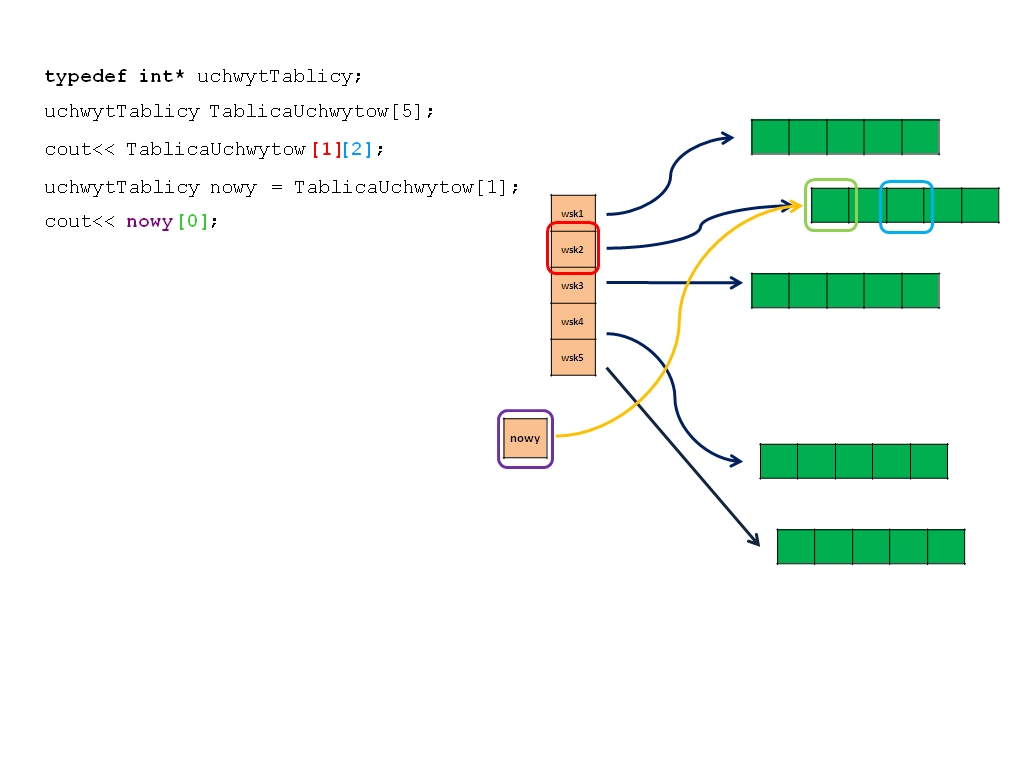 typedef int* uchwytTablicy;
uchwytTablicy TablicaUchwytow[5];
cout<< TablicaUchwytow[1][2];
uchwytTablicy nowy = TablicaUchwytow[1];
cout<< nowy[0];
wsk1
wsk2
wsk3
wsk4
wsk5
nowy